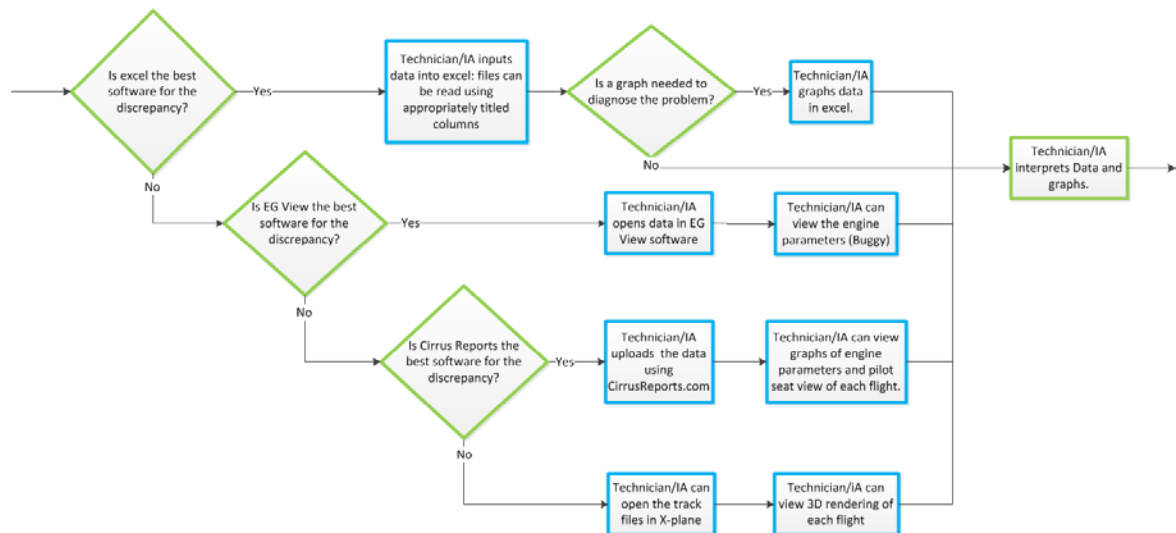 Is excel the best
software for the
discrepancy?
Yes
Technician/IA inputs
data into excel: files can
be read using
appropriately titled
columns
Is a graph needed to
diagnose the problem?
Yes
Technician/IA
graphs data
in excel.
No
No
Technician/IA
interprets Data and
graphs.
Is EG View the best
software for the
discrepancy?
Yes
Technician/IA
opens data in EG
View software
Technician/IA can
view the engine
parameters (Buggy)
No
Is Cirrus Reports the
best software for the
discrepancy?
Yes
Technician/IA
uploads the data
using
CirrusReports.com
Technician/IA can view
graphs of engine
parameters and pilot
seat view of each flight.
No
Technician/IA can
open the track
files in X-plane
Technician/iA can
view 3D rendering of
each flight